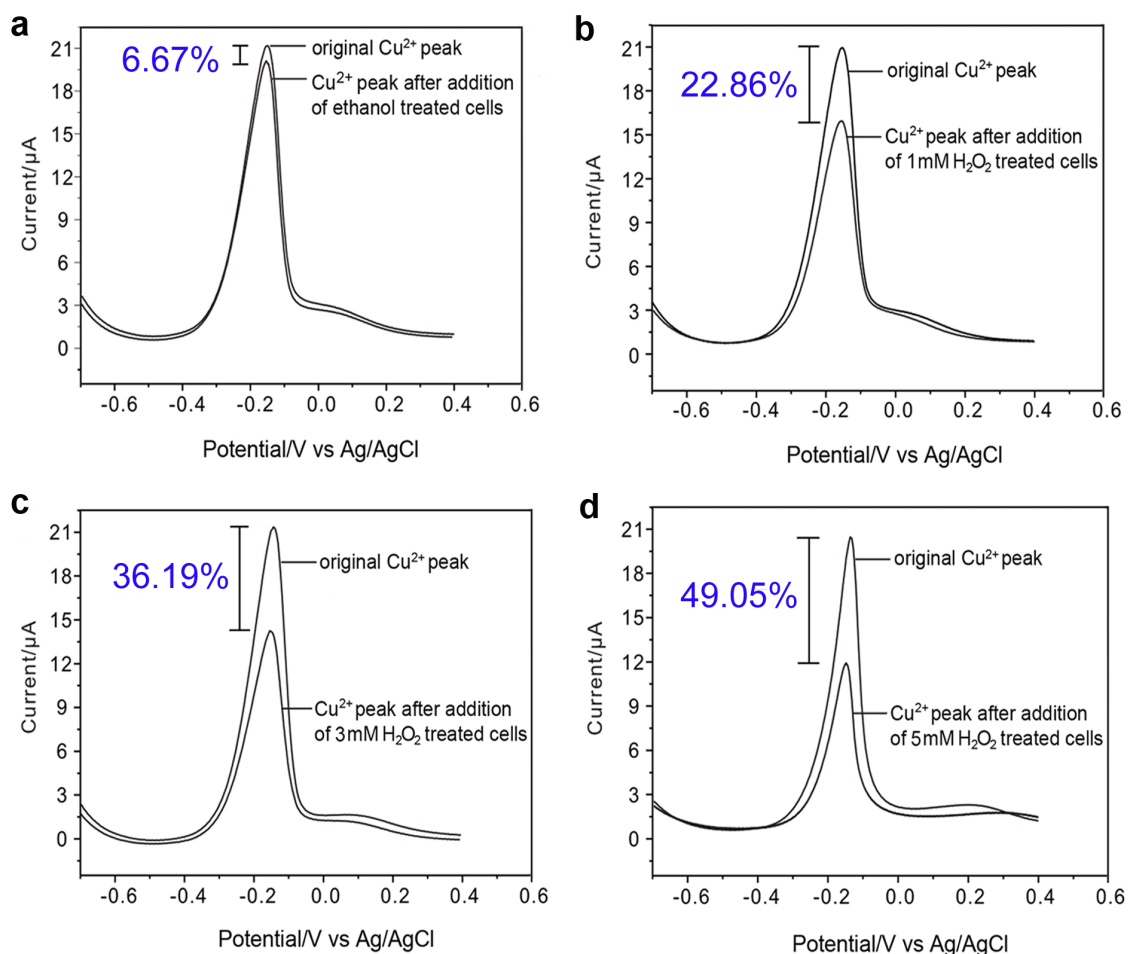 a
6.67%
original Cu²⁺ peak
Cu²⁺ peak after addition
of ethanol treated cells
21
18
15
12
9
6
3
0
Current/μA
-0.6
-0.4
-0.2
0.0
0.2
0.4
0.6
Potential/V vs Ag/AgCl
b
22.86%
original Cu²⁺ peak
Cu²⁺ peak after addition
of 1mM H₂O₂ treated cells
21
18
15
12
9
6
3
0
Current/μA
-0.6
-0.4
-0.2
0.0
0.2
0.4
0.6
Potential/V vs Ag/AgCl
c
36.19%
original Cu²⁺ peak
Cu²⁺ peak after addition
of 3mM H₂O₂ treated cells
21
18
15
12
9
6
3
0
Current/μA
-0.6
-0.4
-0.2
0.0
0.2
0.4
0.6
Potential/V vs Ag/AgCl
d
49.05%
original Cu²⁺ peak
Cu²⁺ peak after addition
of 5mM H₂O₂ treated cells
21
18
15
12
9
6
3
0
Current/μA
-0.6
-0.4
-0.2
0.0
0.2
0.4
0.6
Potential/V vs Ag/AgCl